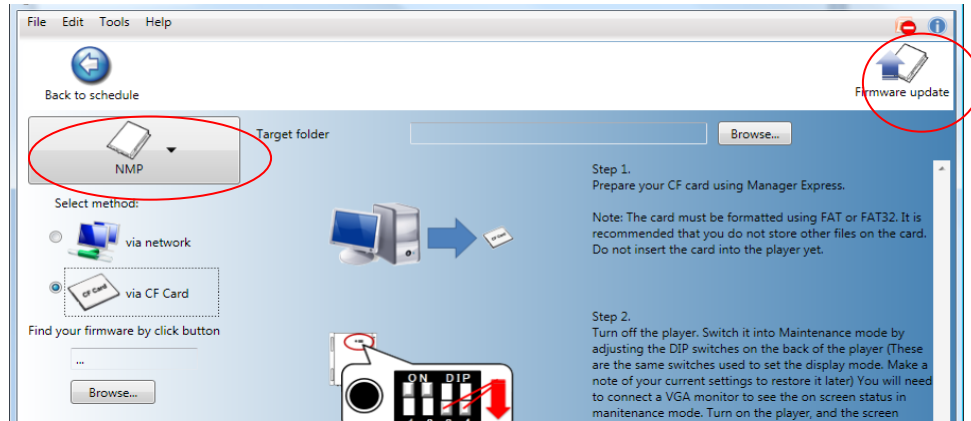 File Edit Tools Help
Back to schedule
Firmware update
NMP
Target folder
Browse...
Select method:
via network
CF Card
via CF Card
Find your firmware by click button
...
Browse...
CF Card
ON DIP
Step 1.
Prepare your CF card using Manager Express.
Note: The card must be formatted using FAT or FAT32. It is
recommended that you do not store other files on the card.
Do not insert the card into the player yet.
Step 2.
Turn off the player. Switch it into Maintenance mode by
adjusting the DIP switches on the back of the player (These
are the same switches used to set the display mode. Make a
note of your current settings to restore it later) You will need
to connect a VGA monitor to see the on screen status in
manitenance mode. Turn on the player, and the screen